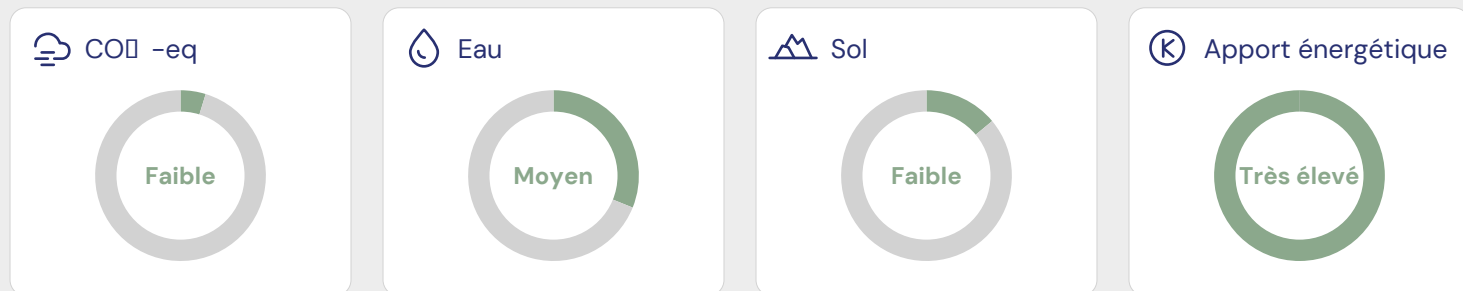 CO▯ -eq
Eau
Sol
Apport énergétique
Faible
Moyen
Faible
Très élevé